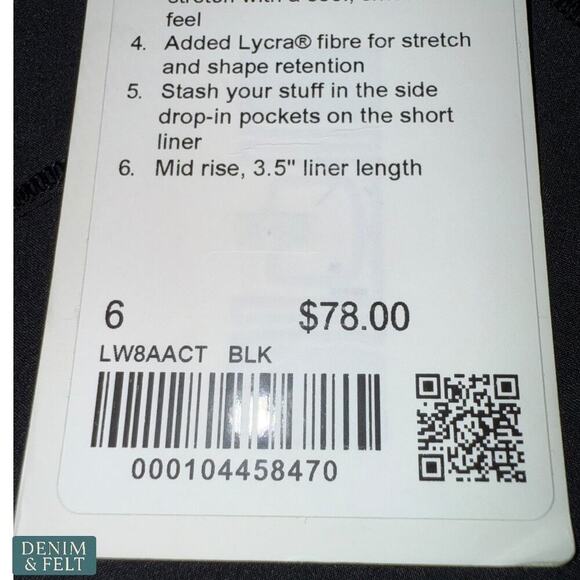 feel
4. Added Lycra® fibre for stretch
and shape retention
5. Stash your stuff in the side
drop-in pockets on the short
liner
6. Mid rise, 3.5" liner length
6 $78.00
LW8AACT BLK
000104458470
DENIM
& FELT